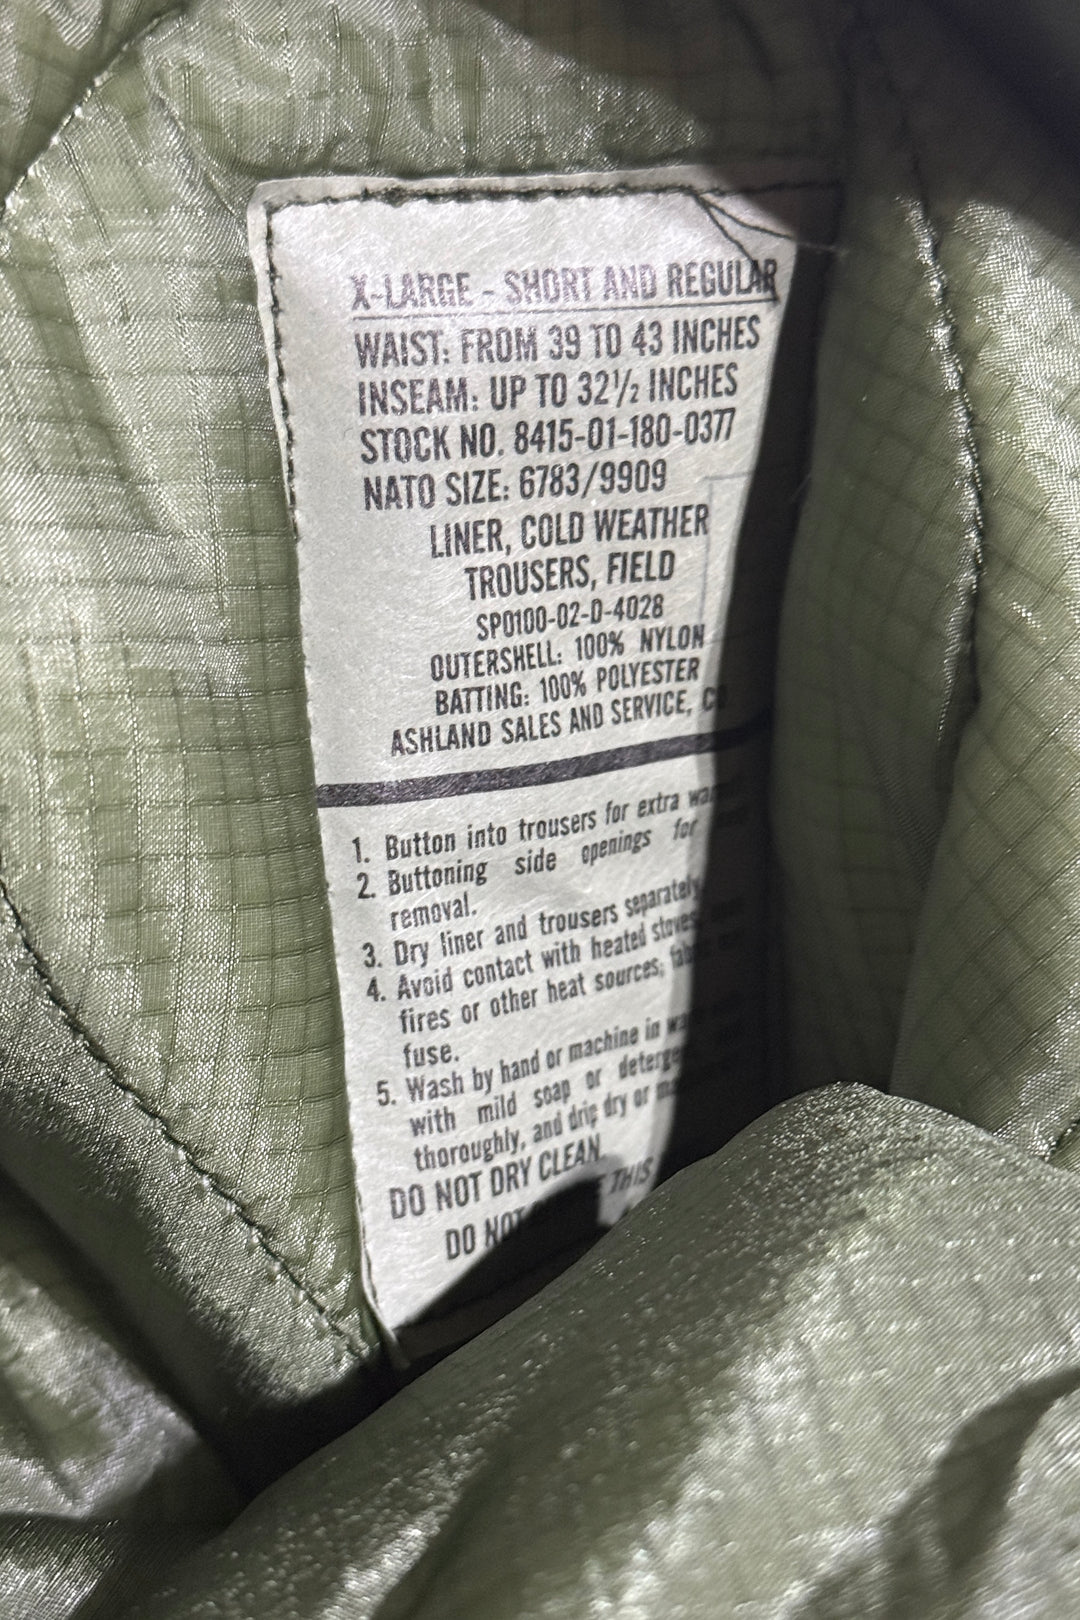 X-LARGE - SHORT AND REGULAR
WAIST: FROM 39 TO 43 INCHES
INSEAM: UP TO 32½ INCHES
STOCK NO. 8415-01-180-0377
NATO SIZE: 6783/9909
LINER, COLD WEATHER
TROUSERS, FIELD
SP0100-02-D-4028
OUTERSHELL: 100% NYLON
BATTING: 100% POLYESTER
ASHLAND SALES AND SERVICE, CO
1. Button into trousers for extra
2. Buttoning side openings for
removal.
3. Dry liner and trousers separately
4. Avoid contact with heated stoves
fires or other heat sources;
fuse.
5. Wash by hand or machine in
with mild soap or
thoroughly, and drip dry or
DO NOT DRY CLEAN
DO NOT THIS